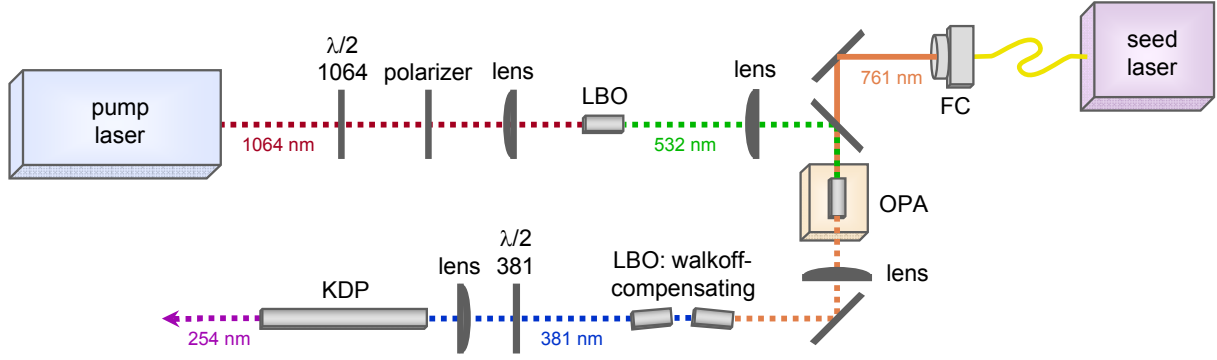 pump
laser
1064 nm
λ/2
1064
polarizer
lens
LBO
532 nm
lens
761 nm
FC
seed
laser
OPA
lens
LBO: walkoff-
compensating
381 nm
λ/2
381
lens
KDP
254 nm